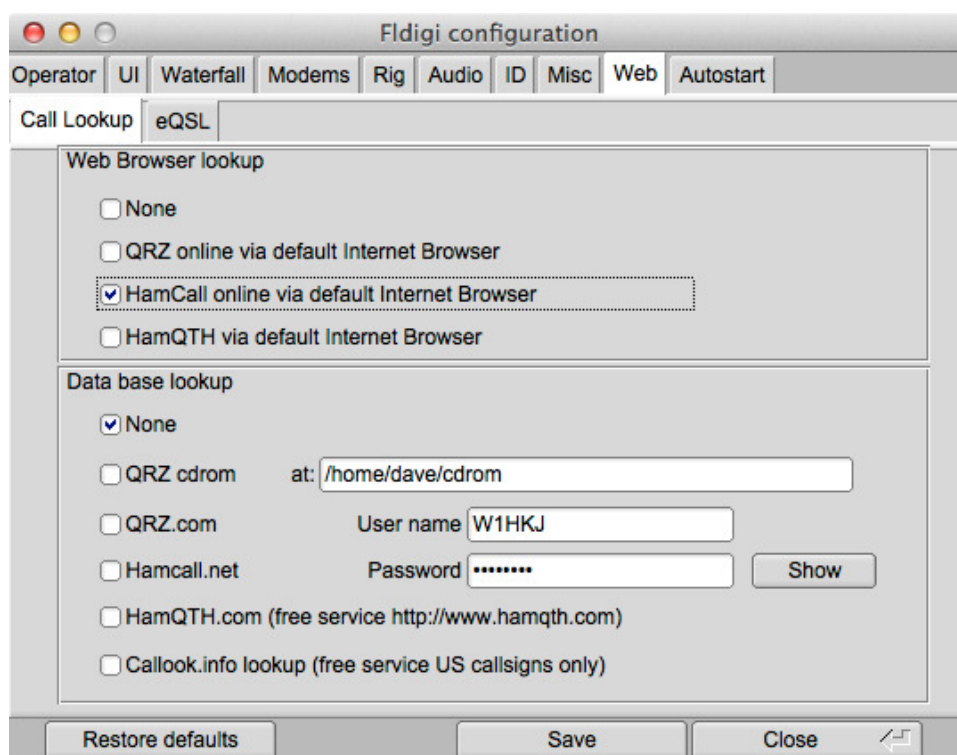 Fldigi configuration
Operator UI Waterfall Modems Rig Audio ID Misc Web Autostart
Call Lookup eQSL
Web Browser lookup
None
QRZ online via default Internet Browser
HamCall online via default Internet Browser
HamQTH via default Internet Browser
Data base lookup
None
QRZ cdrom at: /home/dave/cdrom
QRZ.com User name W1HKJ
Hamcall.net Password •••••••• Show
HamQTH.com (free service http://www.hamqth.com)
Callook.info lookup (free service US callsigns only)
Restore defaults Save Close